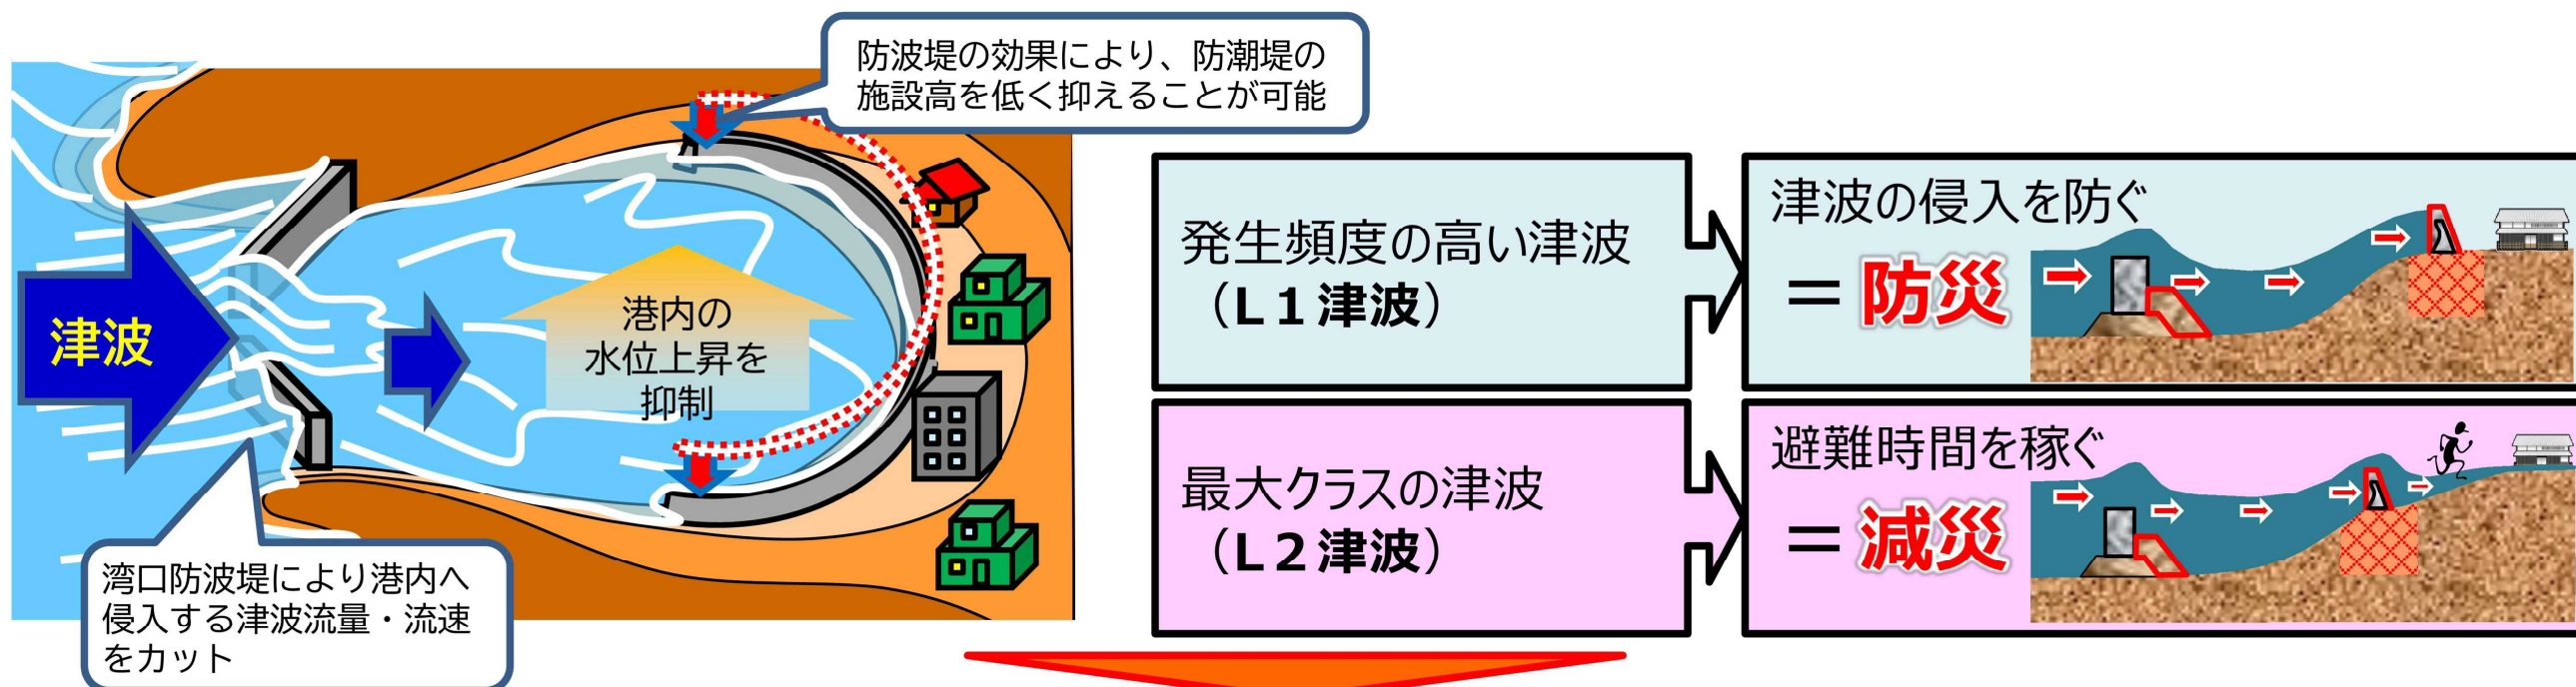 防波堤の効果により、防潮堤の
施設高を低く抑えることが可能
津波
港内の
水位上昇を
抑制
湾口防波堤により港内へ
侵入する津波流量・流速
をカット
発生頻度の高い津波
（L１津波）
津波の侵入を防ぐ
＝防災
最大クラスの津波
（L２津波）
避難時間を稼ぐ
＝減災